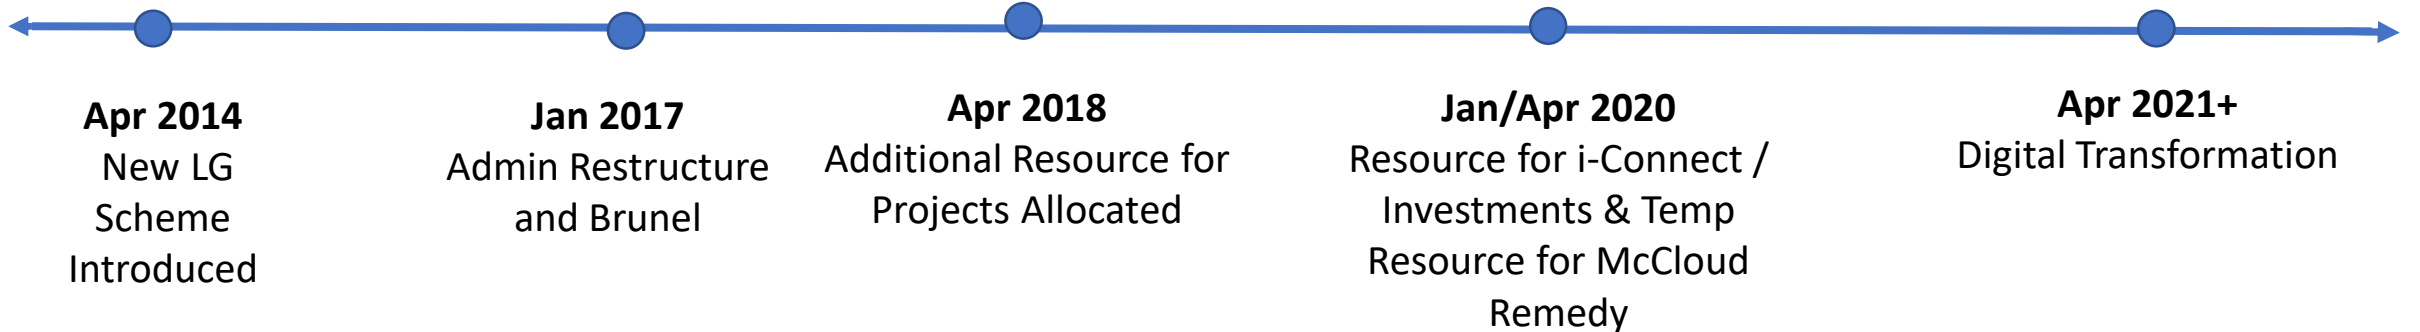 Apr 2014
New LG
Scheme
Introduced
Jan 2017
Admin Restructure
and Brunel
Apr 2018
Additional Resource for
Projects Allocated
Jan/Apr 2020
Resource for i-Connect /
Investments & Temp
Resource for McCloud
Remedy
Apr 2021+
Digital Transformation